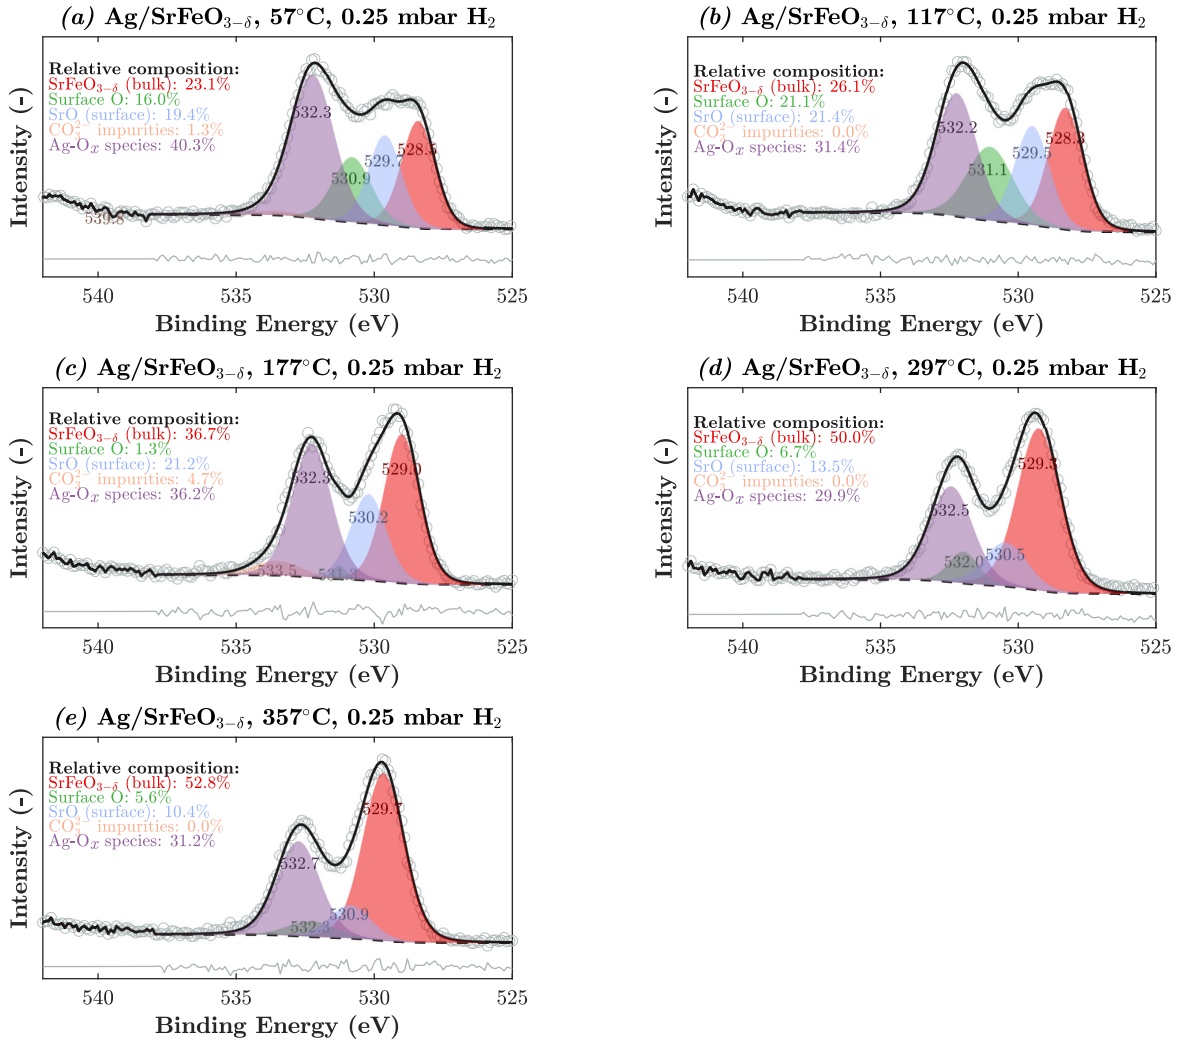 (a) Ag/SrFeO₃₋δ, 57°C, 0.25 mbar H₂
Relative composition:
SrFeO₃₋δ (bulk): 23.1%
Surface O: 16.0%
SrO (surface): 19.4%
CO₃²⁻ impurities: 1.3%
Ag-Ox species: 40.3%
532.3
530.9
529.7
528.5
539.8
540 535 530 525
Binding Energy (eV)
Intensity (-)
(b) Ag/SrFeO₃₋δ, 117°C, 0.25 mbar H₂
Relative composition:
SrFeO₃₋δ (bulk): 26.1%
Surface O: 21.1%
SrO (surface): 21.4%
CO₃²⁻ impurities: 0.0%
Ag-Ox species: 31.4%
532.2
531.1
529.5
528.3
540 535 530 525
Binding Energy (eV)
Intensity (-)
(c) Ag/SrFeO₃₋δ, 177°C, 0.25 mbar H₂
Relative composition:
SrFeO₃₋δ (bulk): 36.7%
Surface O: 1.3%
SrO (surface): 21.2%
CO₃²⁻ impurities: 4.7%
Ag-Ox species: 36.2%
532.3
533.5
530.2
529.0
540 535 530 525
Binding Energy (eV)
Intensity (-)
(d) Ag/SrFeO₃₋δ, 297°C, 0.25 mbar H₂
Relative composition:
SrFeO₃₋δ (bulk): 50.0%
Surface O: 6.7%
SrO (surface): 13.5%
CO₃²⁻ impurities: 0.0%
Ag-Ox species: 29.9%
532.5
532.0
530.5
529.3
540 535 530 525
Binding Energy (eV)
Intensity (-)
(e) Ag/SrFeO₃₋δ, 357°C, 0.25 mbar H₂
Relative composition:
SrFeO₃₋δ (bulk): 52.8%
Surface O: 5.6%
SrO (surface): 10.4%
CO₃²⁻ impurities: 0.0%
Ag-Ox species: 31.2%
532.7
532.3
530.9
529.7
540 535 530 525
Binding Energy (eV)
Intensity (-)